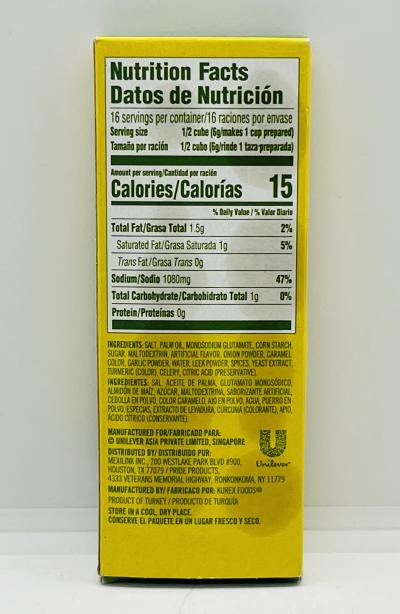 Nutrition Facts
Datos de Nutrición
16 servings per container/16 raciones por envase
Serving size 1/2 cube (6g/makes 1 cup prepared)
Tamaño por ración 1/2 cubo (6g/rinde 1 taza preparada)
Amount per serving/Cantidad por ración
Calories/Calorías 15
% Daily Value / % Valor Diario
Total Fat/Grasa Total 1.5g 2%
Saturated Fat/Grasa Saturada 1g 5%
Trans Fat/Grasa Trans 0g
Sodium/Sodio 1080mg 47%
Total Carbohydrate/Carbohidrato Total 1g 0%
Protein/Proteínas 0g
INGREDIENTS: SALT, PALM OIL, MONOSODIUM GLUTAMATE, CORN STARCH,
SUGAR, MALTODEXTRIN, ARTIFICIAL FLAVOR, ONION POWDER, CARAMEL
COLOR, GARLIC POWDER, WATER, LEEK POWDER, SPICES, YEAST EXTRACT,
TURMERIC (COLOR), CELERY, CITRIC ACID (PRESERVATIVE).
INGREDIENTES: SAL, ACEITE DE PALMA, GLUTAMATO MONOSÓDICO,
ALMIDÓN DE MAÍZ, AZÚCAR, MALTODEXTRINA, SABORIZANTE ARTIFICIAL,
CEBOLLA EN POLVO, COLOR CARAMELO, AJO EN POLVO, AGUA, PUERRO EN
POLVO, ESPECIAS, EXTRACTO DE LEVADURA, CÚRCUMA (COLORANTE), APIO,
ÁCIDO CÍTRICO (CONSERVANTE).
MANUFACTURED FOR/FABRICADO PARA:
© UNILEVER ASIA PRIVATE LIMITED, SINGAPORE
DISTRIBUTED BY/ DISTRIBUIDO PUR:
MEXILINK INC., 200 WESTLAKE PARK BLVD #900,
HOUSTON, TX 77079 / PRIDE PRODUCTS,
4333 VETERANS MEMORIAL HIGHWAY, RONKONKOMA, NY 11779
Unilever
MANUFACTURED BY/ FABRICACO POR: KUREX FOODS®
PRODUCT OF TURKEY / PRODUCTO DE TURQUÍA
STORE IN A COOL, DRY PLACE.
CONSERVE EL PAQUETE EN UN LUGAR FRESCO Y SECO.